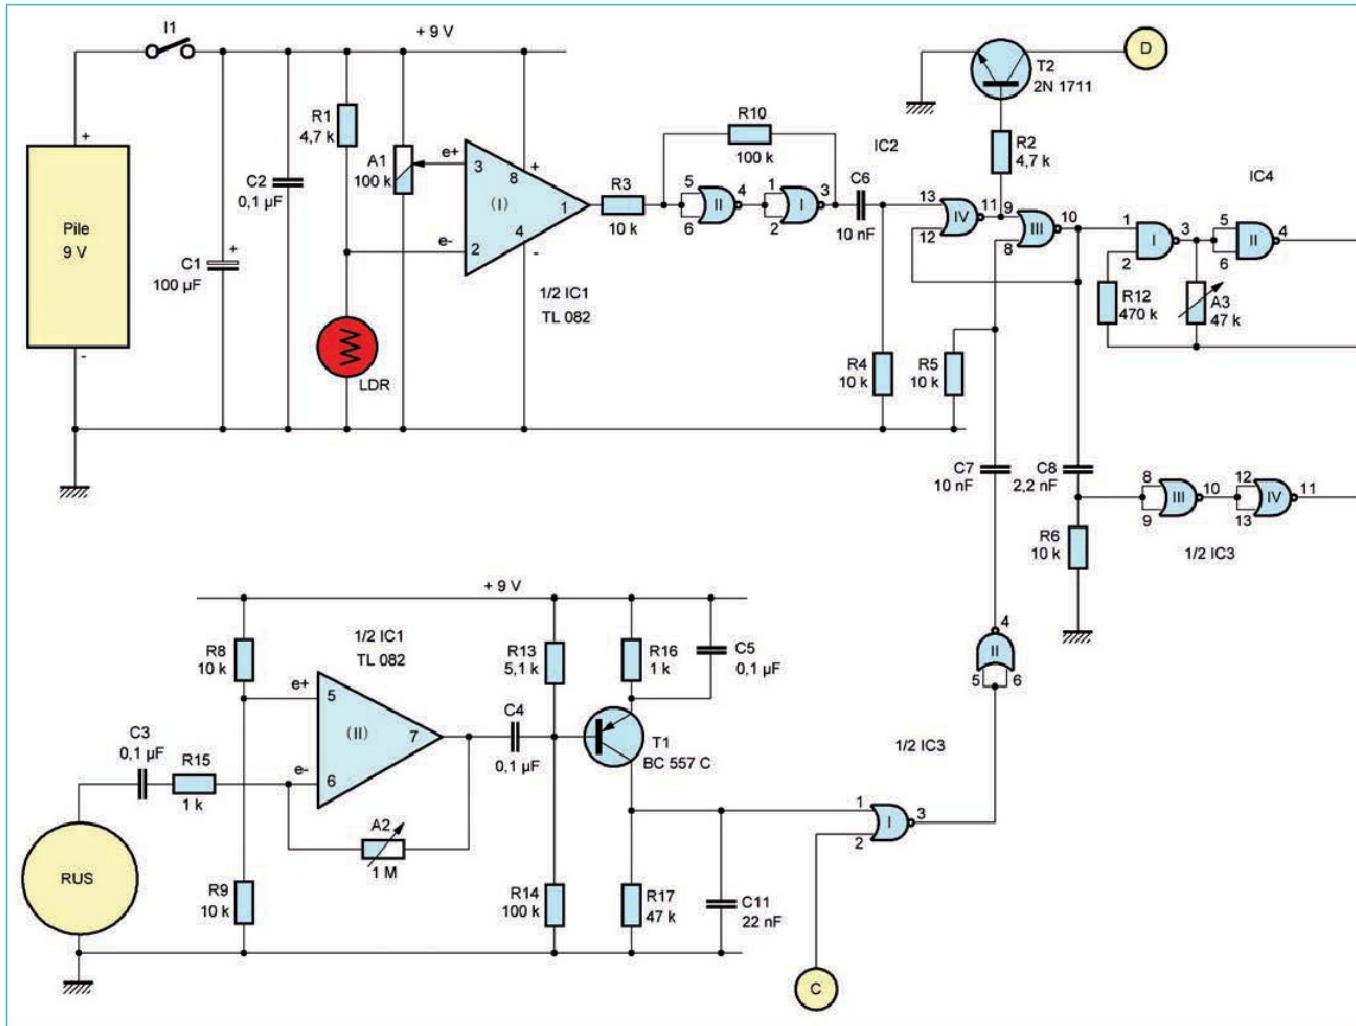 I1
+ 9 V
Pile
9 V
+
-
C1
100 µF
+
C2
0,1 µF
R1
4,7 k
LDR
A1
100 k
e+
e-
3
2
8
+
(I)
4
-
1
1/2 IC1
TL 082
R3
10 k
R10
100 k
5
6
II
4
1
2
I
3
C6
10 nF
IC2
13
12
IV
11
R4
10 k
R5
10 k
T2
2N 1711
D
R2
4,7 k
9
8
III
10
IC4
1
2
I
3
5
6
II
4
R12
470 k
A3
47 k
C7
10 nF
C8
2,2 nF
R6
10 k
8
9
III
10
12
13
IV
11
1/2 IC3
+ 9 V
R8
10 k
R9
10 k
1/2 IC1
TL 082
e+
e-
5
6
(II)
7
C3
0,1 µF
R15
1 k
RUS
A2
1 M
C4
0,1 µF
R13
5,1 k
R14
100 k
R16
1 k
C5
0,1 µF
T1
BC 557 C
R17
47 k
C11
22 nF
1/2 IC3
1
2
I
3
4
II
5
6
C